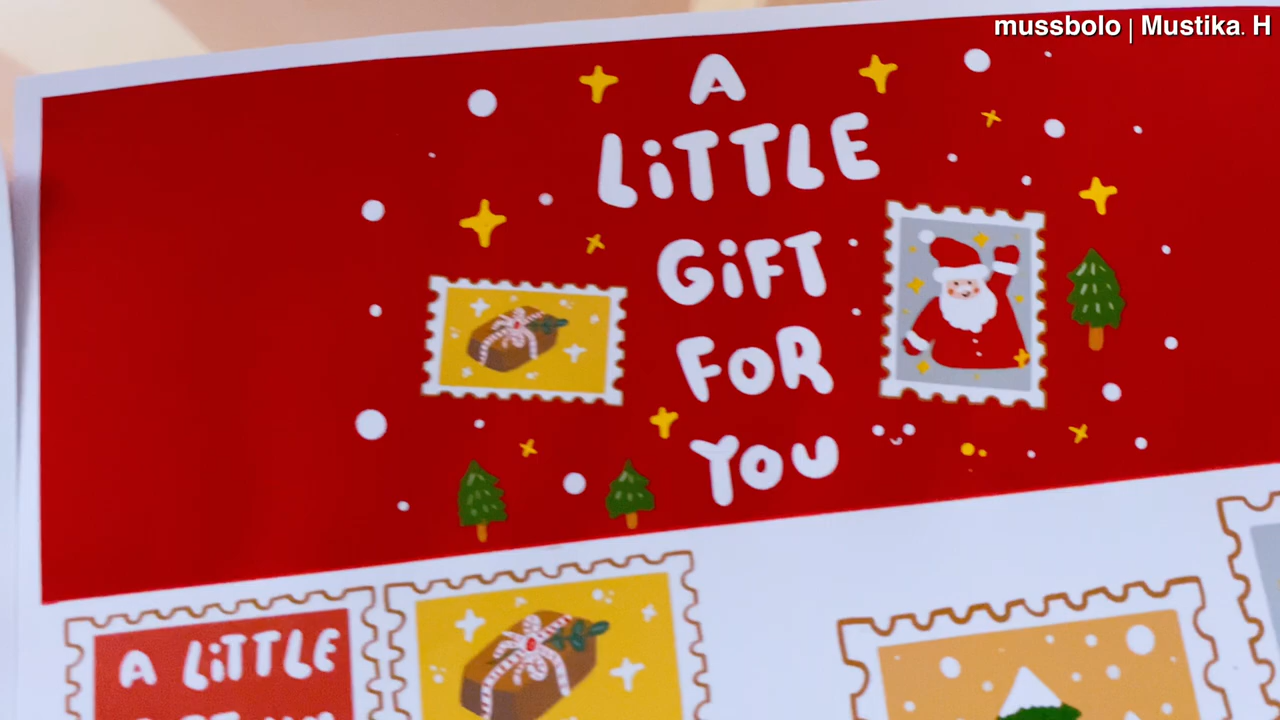 mussbolo | Mustika. H
A
LiTTLE
GiFT
FOR
YOU
A LiTTLE